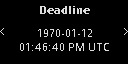 Deadline
< 1970-01-12 >
01:46:40 PM UTC